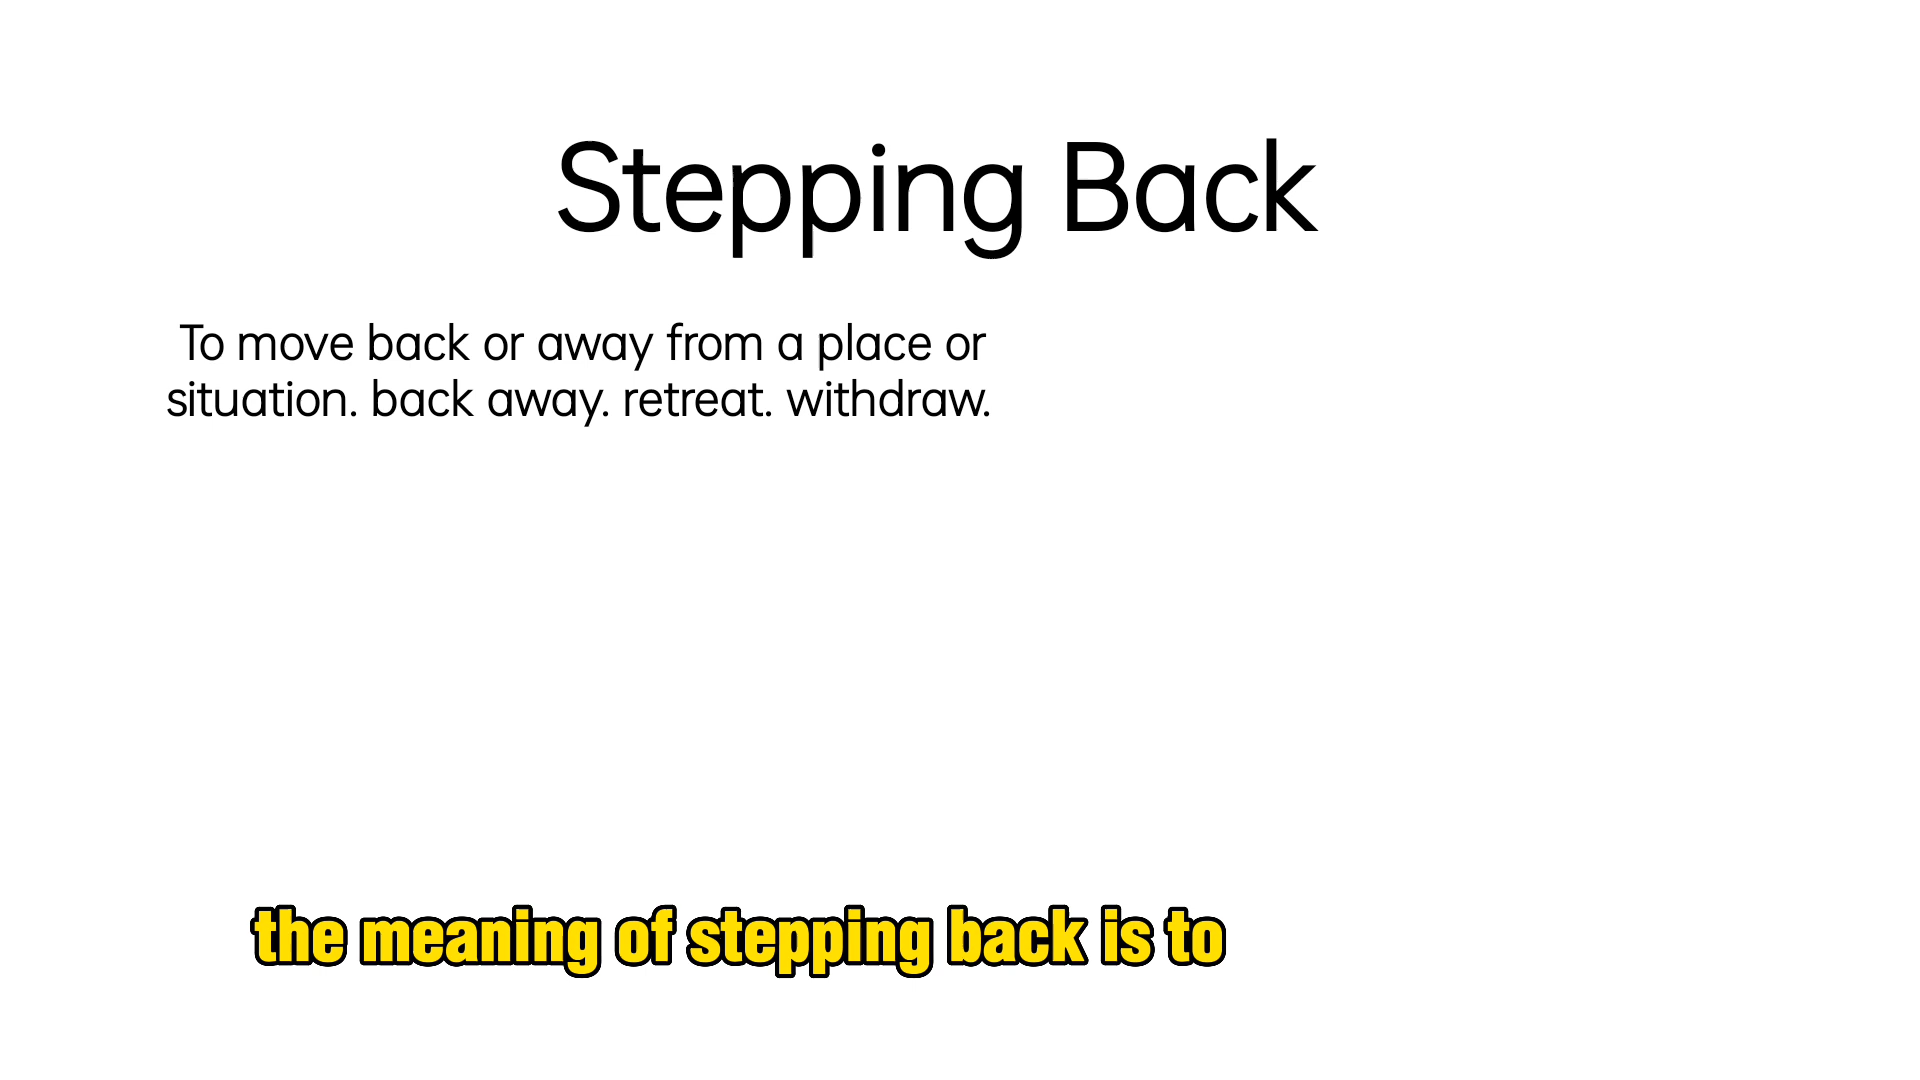 Stepping Back
To move back or away from a place or
situation. back away. retreat. withdraw.
the meaning of stepping back is to